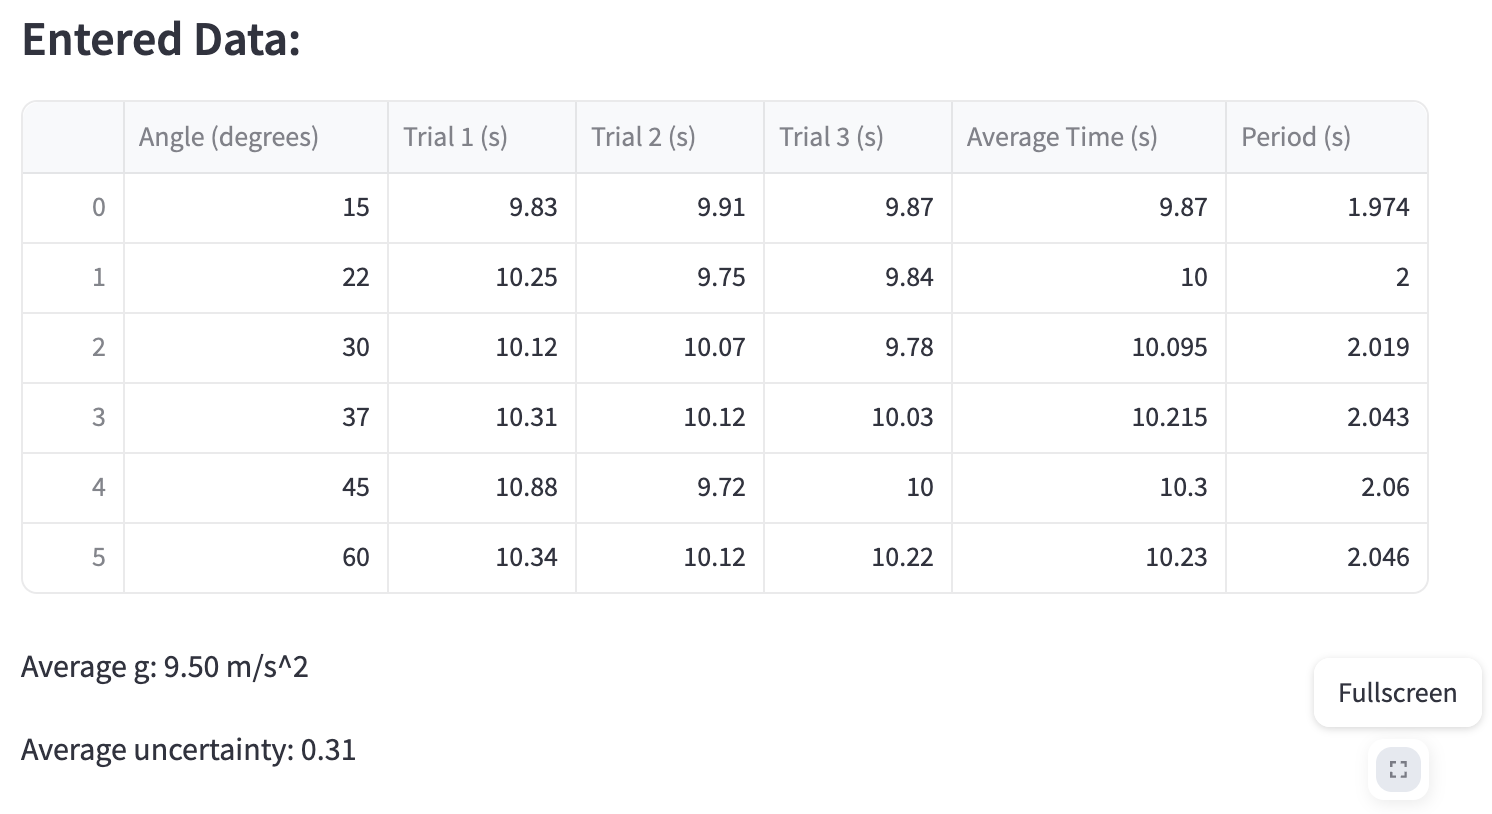 Entered Data:
Angle (degrees) Trial 1 (s) Trial 2 (s) Trial 3 (s) Average Time (s) Period (s)
0 15 9.83 9.91 9.87 9.87 1.974
1 22 10.25 9.75 9.84 10 2
2 30 10.12 10.07 9.78 10.095 2.019
3 37 10.31 10.12 10.03 10.215 2.043
4 45 10.88 9.72 10 10.3 2.06
5 60 10.34 10.12 10.22 10.23 2.046
Average g: 9.50 m/s^2
Fullscreen
Average uncertainty: 0.31